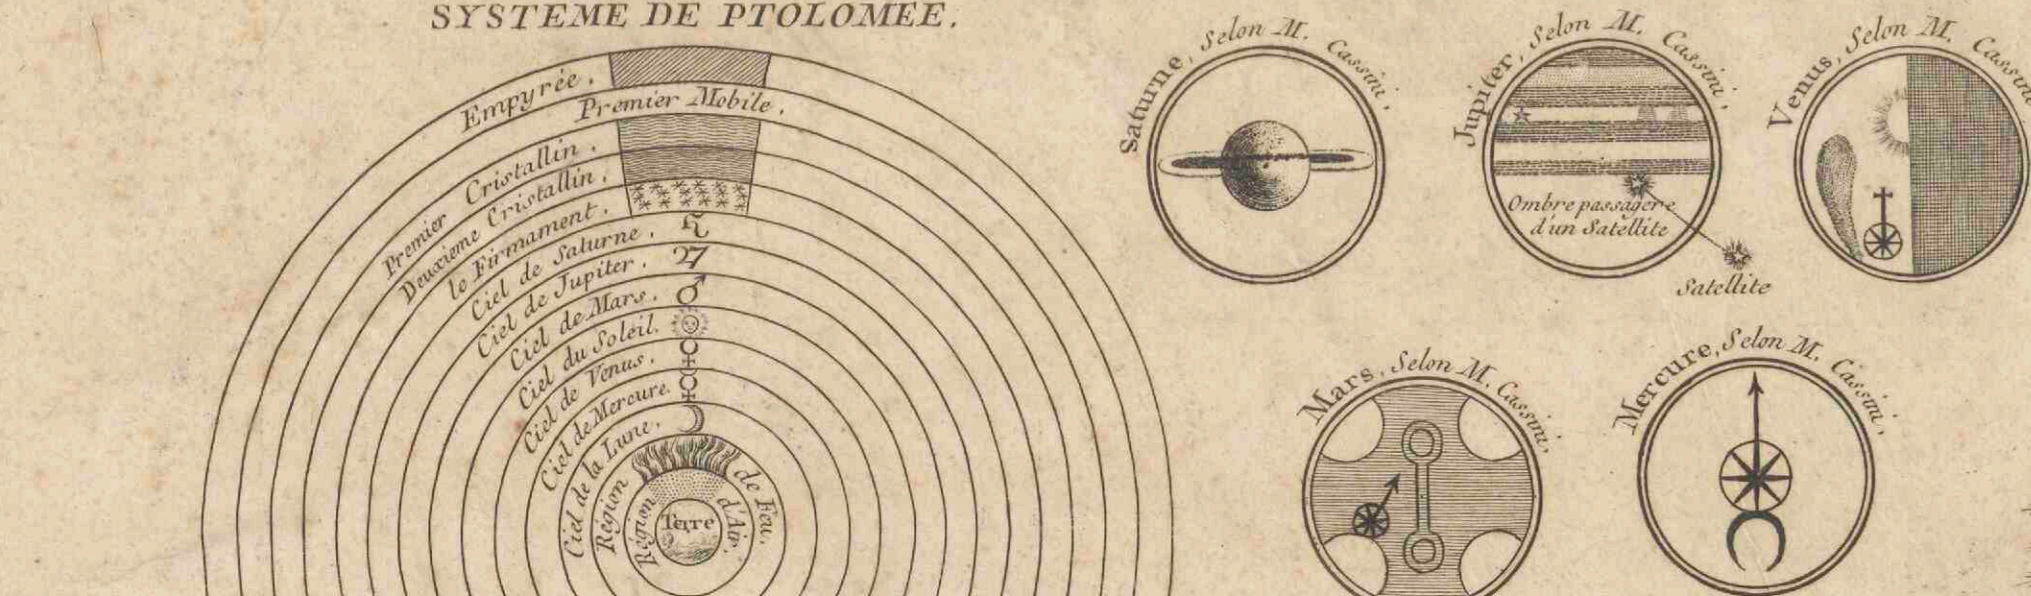 SYSTEME DE PTOLOMÉE.
Empyrée.
Premier Mobile.
Premier Cristallin.
Deuxieme Cristallin.
le Firmament.
Ciel de Saturne.
Ciel de Jupiter.
Ciel de Mars.
Ciel du Soleil.
Ciel de Venus.
Ciel de Mercure.
Ciel de la Lune.
Région de Feu.
Région d'Air.
Terre
Saturne, Selon M. Cassini,
Jupiter, Selon M. Cassini,
Ombre passagere
d'un Satellite
Satellite
Venus, Selon M. Cassini
Mars, Selon M. Cassini,
Mercure, Selon M. Cassini,